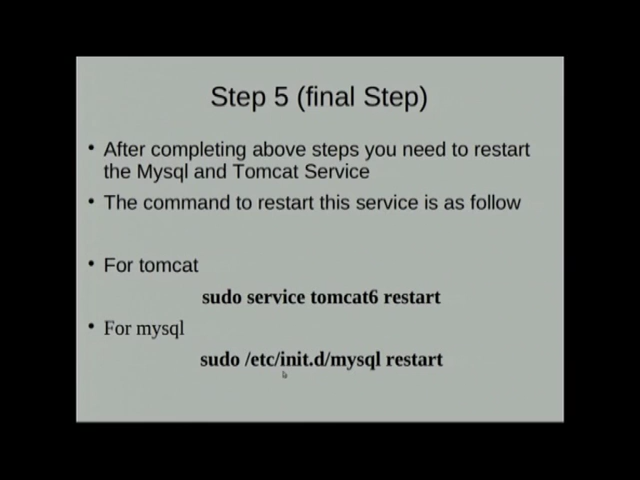 Step 5 (final Step)
• After completing above steps you need to restart
the Mysql and Tomcat Service
• The command to restart this service is as follow
• For tomcat
sudo service tomcat6 restart
• For mysql
sudo /etc/init.d/mysql restart